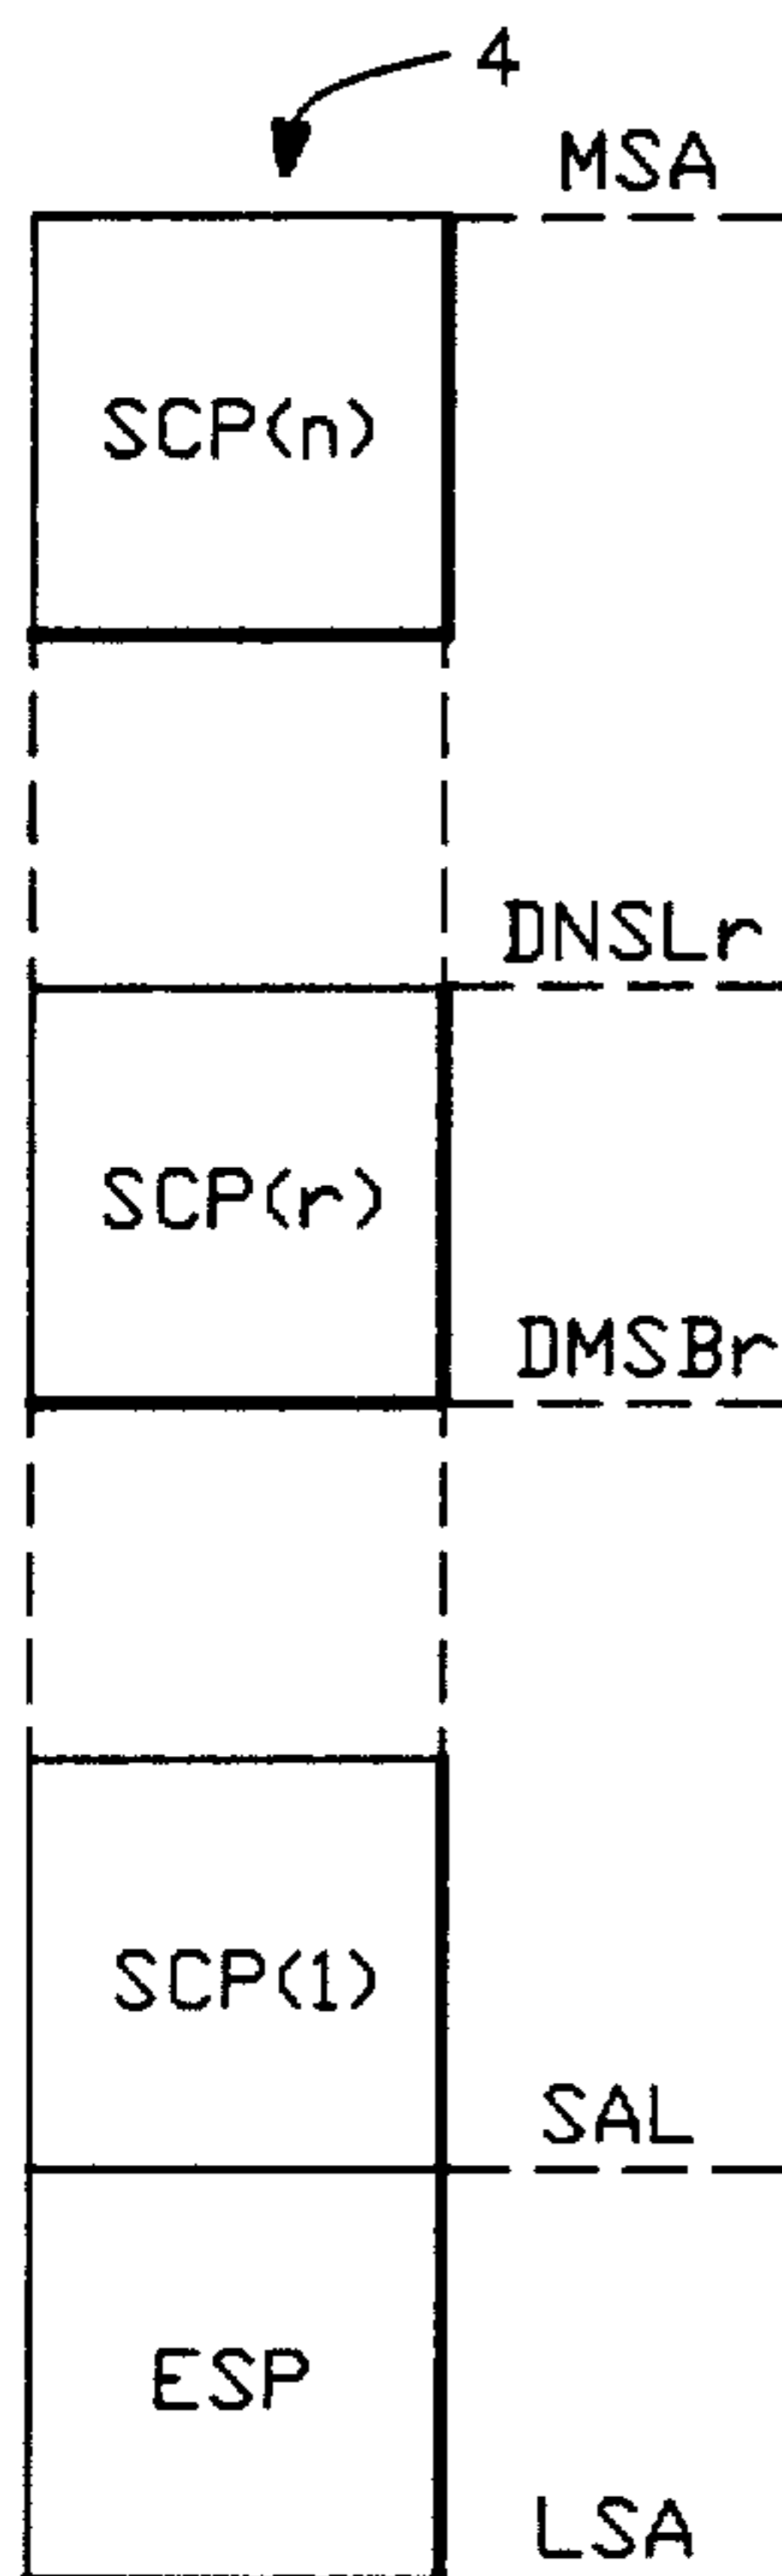 4
MSA
SCP(n)
DNSLr
SCP(r)
DMSBr
SCP(1)
SAL
ESP
LSA